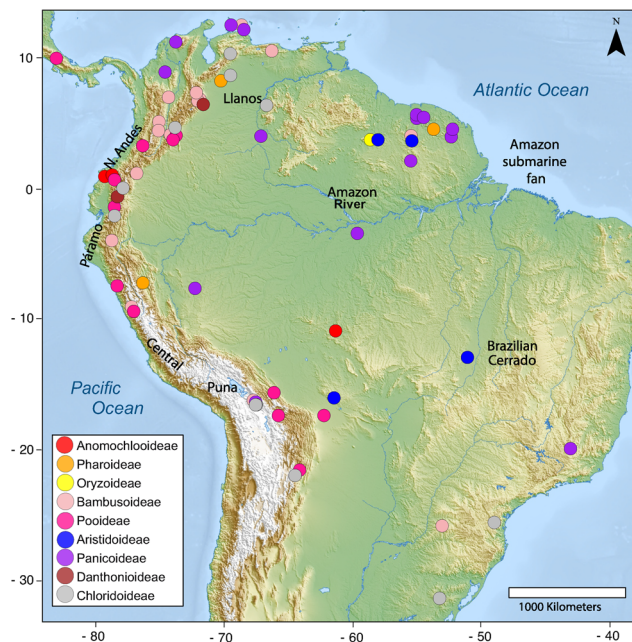 N
10
Llanos
Atlantic Ocean
N. Andes
Amazon
submarine
fan
0
Amazon
River
Páramo
- 10
Central
Brazilian
Cerrado
Puna
Pacific
Ocean
Anomochlooideae
Pharoideae
Oryzoideae
Bambusoideae
Pooideae
Aristidoideae
Panicoideae
Danthonioideae
Chloridoideae
- 20
- 30
1000 Kilometers
- 80
- 70
- 60
- 50
- 40